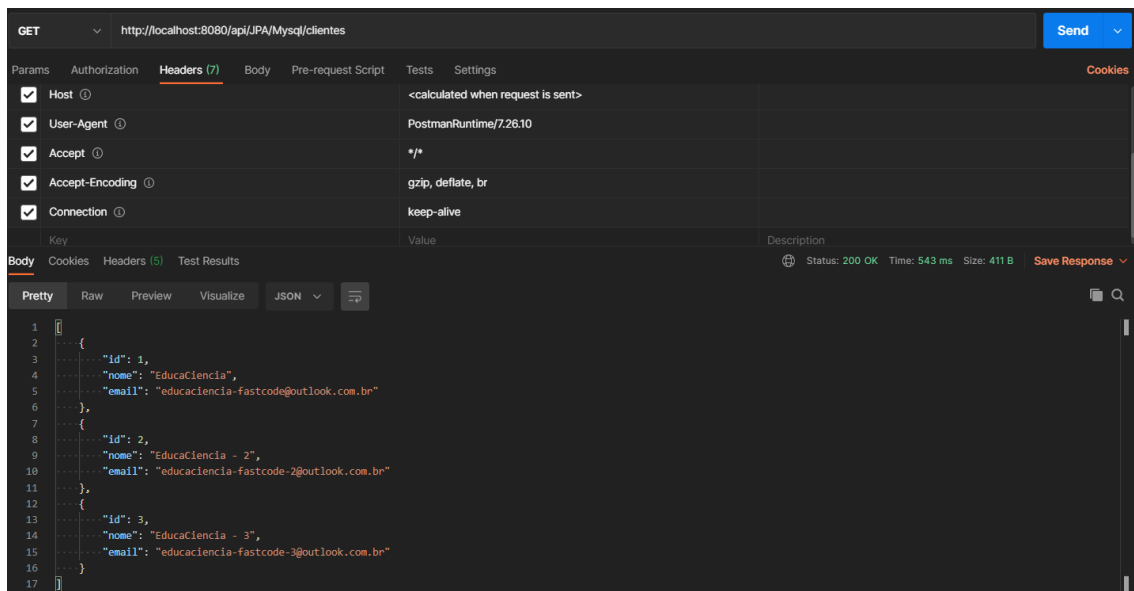 GET http://localhost:8080/api/JPA/Mysql/clientes Send
Params Authorization Headers (7) Body Pre-request Script Tests Settings Cookies
Host <calculated when request is sent>
User-Agent PostmanRuntime/7.26.10
Accept */*
Accept-Encoding gzip, deflate, br
Connection keep-alive
Key Value Description
Body Cookies Headers (5) Test Results Status: 200 OK Time: 543 ms Size: 411 B Save Response
Pretty Raw Preview Visualize JSON
1 [
2 {
3 "id": 1,
4 "nome": "EducaCiencia",
5 "email": "educaciencia-fastcode@outlook.com.br"
6 },
7 {
8 "id": 2,
9 "nome": "EducaCiencia - 2",
10 "email": "educaciencia-fastcode-2@outlook.com.br"
11 },
12 {
13 "id": 3,
14 "nome": "EducaCiencia - 3",
15 "email": "educaciencia-fastcode-3@outlook.com.br"
16 }
17 ]